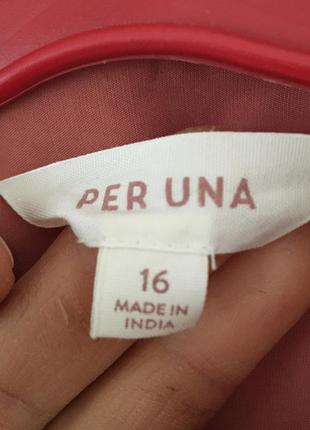 PER UNA
16
MADE IN
INDIA